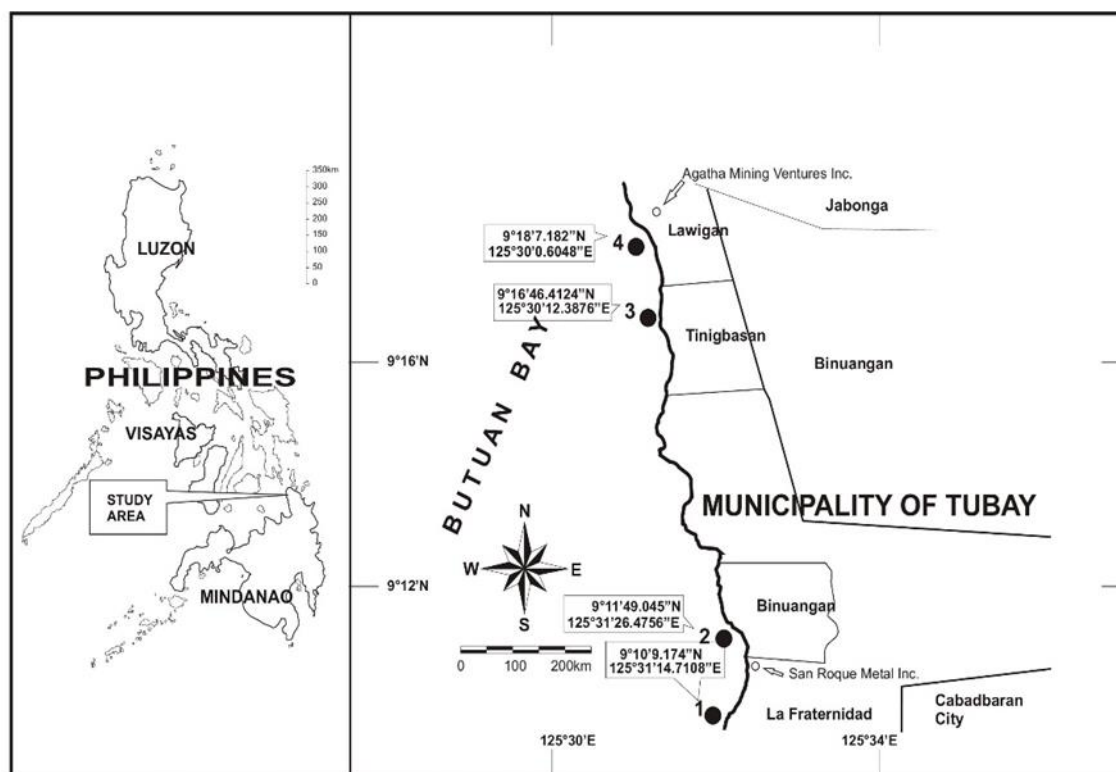 350km
300
250
200
150
100
50
0
LUZON
PHILIPPINES
VISAYAS
STUDY
AREA
MINDANAO
Agatha Mining Ventures Inc.
Jabonga
Lawigan
9°18'7.182"N
125°30'0.6048"E
4
9°16'46.4124"N
125°30'12.3876"E
3
Tinigbasan
Binuangan
9°16'N
BUTUAN BAY
MUNICIPALITY OF TUBAY
N
W
E
S
9°12'N
Binuangan
9°11'49.045"N
125°31'26.4756"E
2
9°10'9.174"N
125°31'14.7108"E
0 100 200km
San Roque Metal Inc.
1
La Fraternidad
Cabadbaran
City
125°30'E
125°34'E